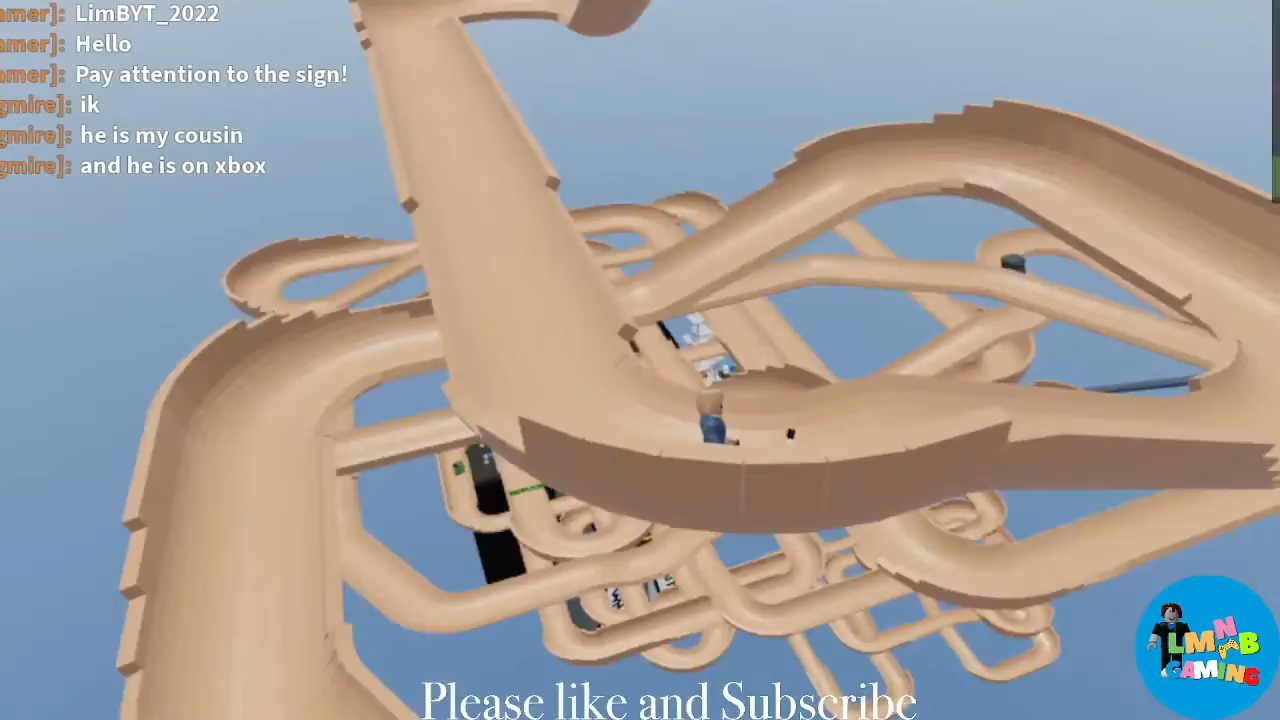 amer]: LimBYT_2022
amer]: Hello
amer]: Pay attention to the sign!
gmire]: ik
gmire]: he is my cousin
gmire]: and he is on xbox
LMNB
GAMING
Please like and Subscribe